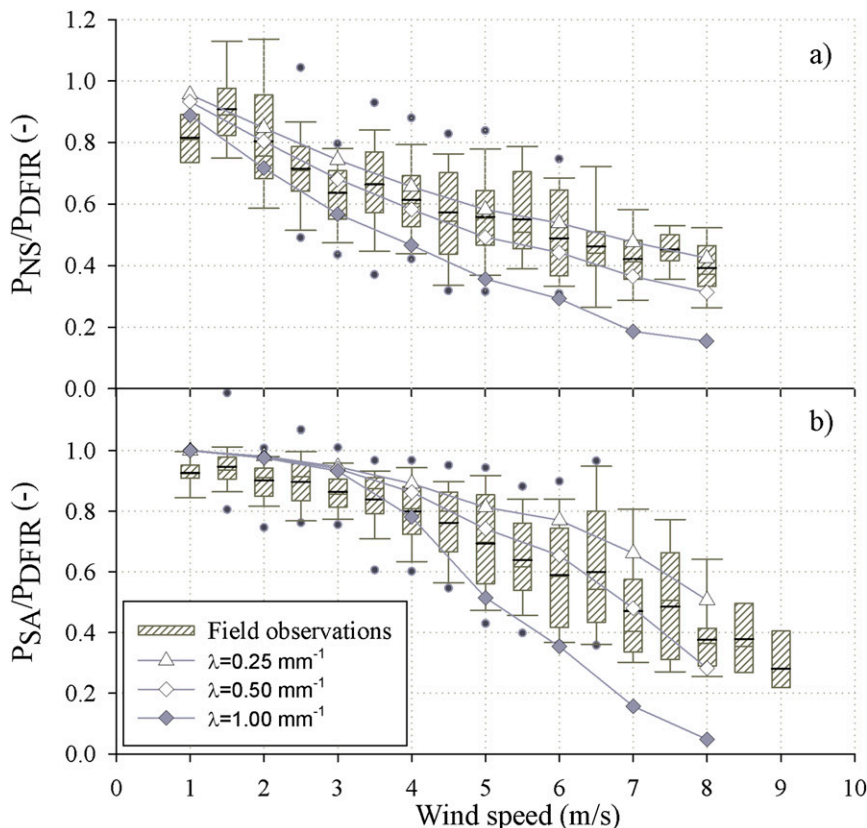 1.2
a)
1.0
0.8
0.6
0.4
0.2
0.0
P_NS/P_DFIR (-)
b)
1.0
0.8
0.6
0.4
0.2
0.0
P_SA/P_DFIR (-)
Field observations
λ=0.25 mm⁻¹
λ=0.50 mm⁻¹
λ=1.00 mm⁻¹
0 1 2 3 4 5 6 7 8 9 10
Wind speed (m/s)